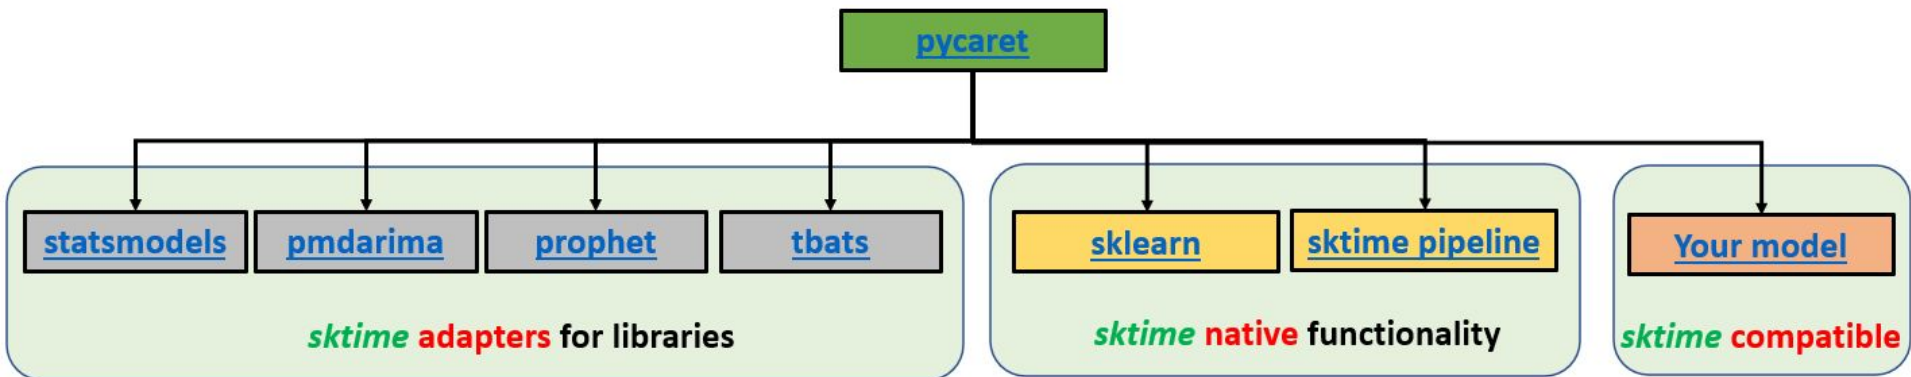 pycaret
statsmodels
pmdarima
prophet
tbats
sktime adapters for libraries
sklearn
sktime pipeline
sktime native functionality
Your model
sktime compatible